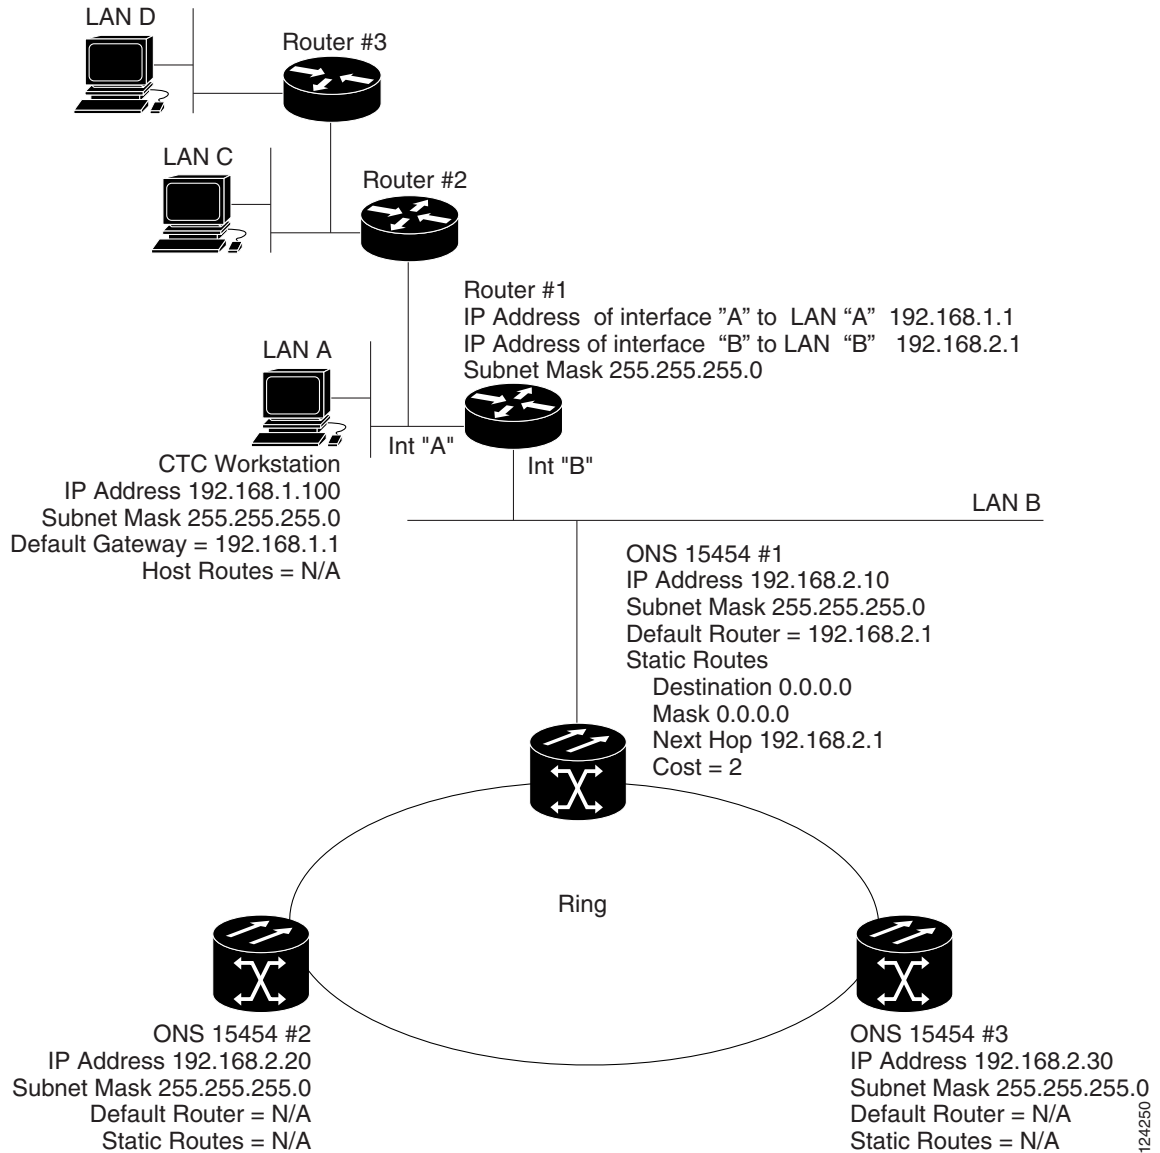 LAN D
Router #3
LAN C
Router #2
Router #1
IP Address of interface ”A” to LAN “A” 192.168.1.1
IP Address of interface “B” to LAN “B” 192.168.2.1
Subnet Mask 255.255.255.0
LAN A
Int "A"
Int "B"
CTC Workstation
IP Address 192.168.1.100
Subnet Mask 255.255.255.0
Default Gateway = 192.168.1.1
Host Routes = N/A
LAN B
ONS 15454 #1
IP Address 192.168.2.10
Subnet Mask 255.255.255.0
Default Router = 192.168.2.1
Static Routes
Destination 0.0.0.0
Mask 0.0.0.0
Next Hop 192.168.2.1
Cost = 2
Ring
ONS 15454 #2
IP Address 192.168.2.20
Subnet Mask 255.255.255.0
Default Router = N/A
Static Routes = N/A
ONS 15454 #3
IP Address 192.168.2.30
Subnet Mask 255.255.255.0
Default Router = N/A
Static Routes = N/A
124250